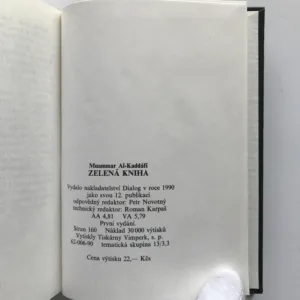 Muammar Al-Kaddáfí
ZELENÁ KNIHA
Vydalo nakladatelství Dialog v roce 1990
jako svou 12. publikaci
odpovědný redaktor: Petr Novotný
technický redaktor: Roman Karpaš
AA 4,81 VA 5,79
První vydání
Stran 160 Náklad 30 000 výtisků
Vytiskly Tiskárny Vimperk, s. p.
62-006-90 tematická skupina 13/3,3
Cena výtisku 22,— Kčs